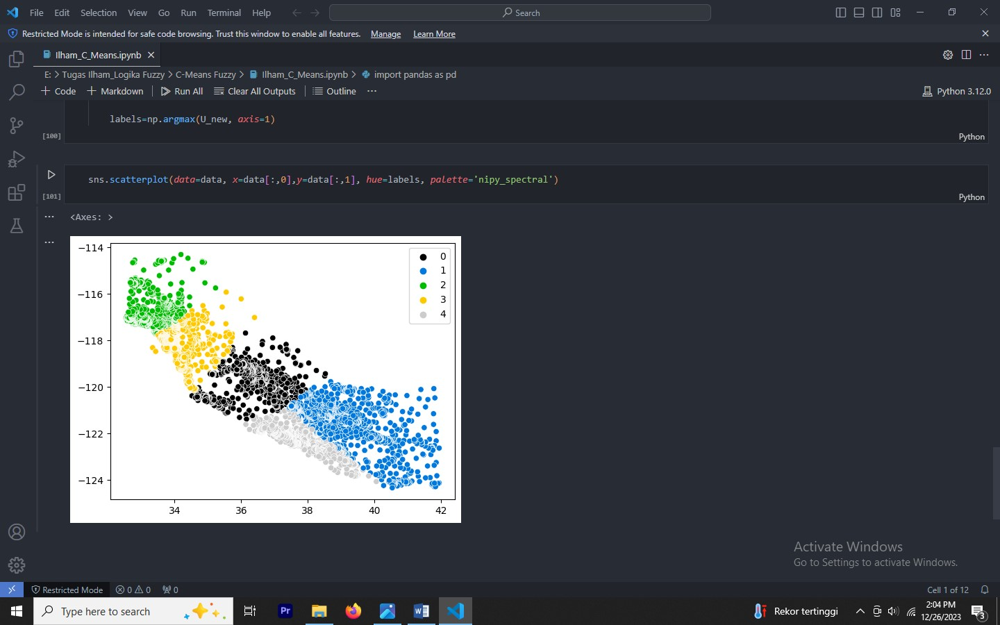 File Edit Selection View Go Run Terminal Help Search
Restricted Mode is intended for safe code browsing. Trust this window to enable all features. Manage Learn More
Ilham_C_Means.ipynb
E: > Tugas Ilham_Logika Fuzzy > C-Means Fuzzy > Ilham_C_Means.ipynb > import pandas as pd
Code Markdown Run All Clear All Outputs Outline ... Python 3.12.0
labels=np.argmax(U_new, axis=1)
[100] Python
sns.scatterplot(data=data, x=data[:,0],y=data[:,1], hue=labels, palette='nipy_spectral')
[101] Python
... <Axes: >
...
−114
−116
−118
−120
−122
−124
34 36 38 40 42
0
1
2
3
4
Activate Windows
Go to Settings to activate Windows.
Restricted Mode 0 0 0 Cell 1 of 12
Type here to search Pr Rekor tertinggi 2:04 PM
12/26/2023 3